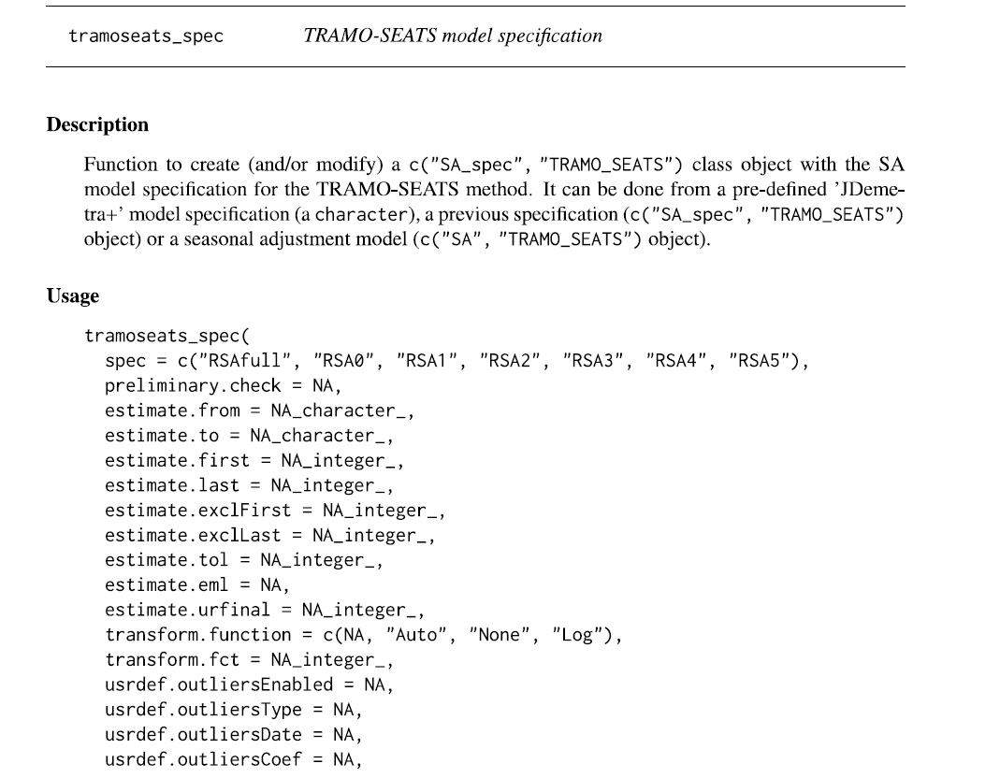 tramoseats_spec TRAMO-SEATS model specification
Description
Function to create (and/or modify) a c("SA_spec", "TRAMO_SEATS") class object with the SA
model specification for the TRAMO-SEATS method. It can be done from a pre-defined 'JDeme-
tra+' model specification (a character), a previous specification (c("SA_spec", "TRAMO_SEATS")
object) or a seasonal adjustment model (c("SA", "TRAMO_SEATS") object).
Usage
tramoseats_spec(
spec = c("RSAfull", "RSA0", "RSA1", "RSA2", "RSA3", "RSA4", "RSA5"),
preliminary.check = NA,
estimate.from = NA_character_,
estimate.to = NA_character_,
estimate.first = NA_integer_,
estimate.last = NA_integer_,
estimate.exclFirst = NA_integer_,
estimate.exclLast = NA_integer_,
estimate.tol = NA_integer_,
estimate.eml = NA,
estimate.urfinal = NA_integer_,
transform.function = c(NA, "Auto", "None", "Log"),
transform.fct = NA_integer_,
usrdef.outliersEnabled = NA,
usrdef.outliersType = NA,
usrdef.outliersDate = NA,
usrdef.outliersCoef = NA,